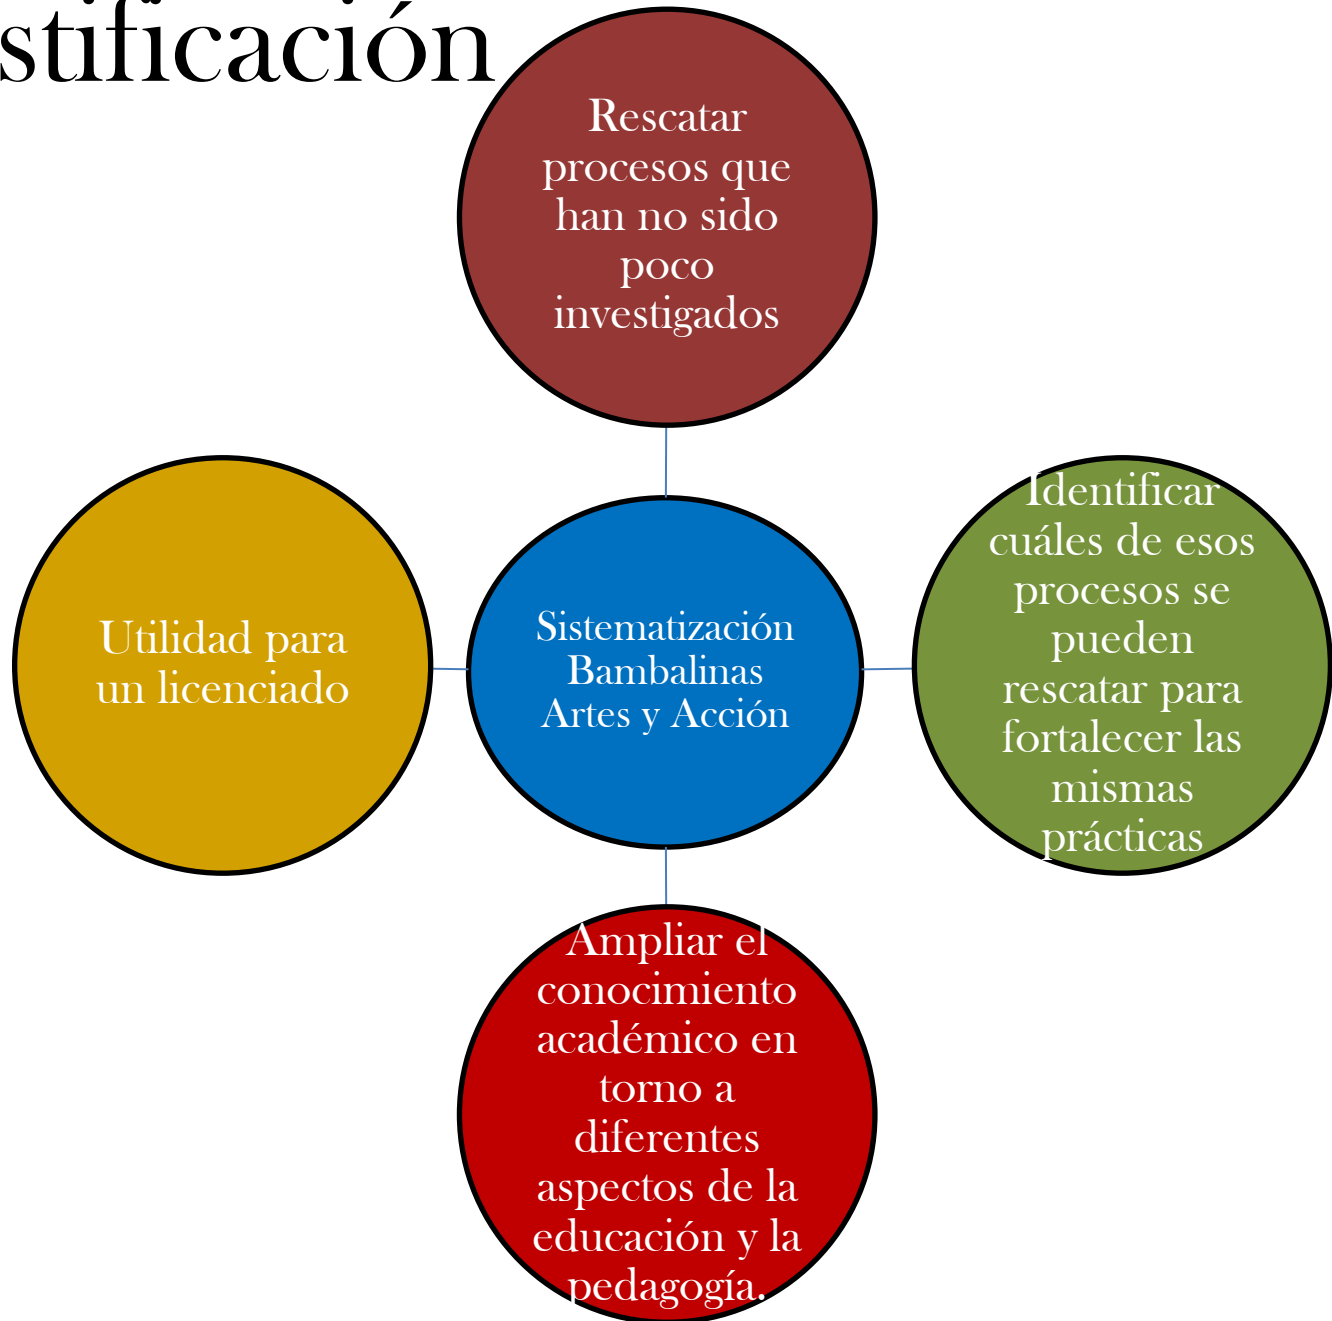 stificación
Rescatar
procesos que
han no sido
poco
investigados
Utilidad para
un licenciado
Sistematización
Bambalinas
Artes y Acción
Identificar
cuáles de esos
procesos se
pueden
rescatar para
fortalecer las
mismas
prácticas
Ampliar el
conocimiento
académico en
torno a
diferentes
aspectos de la
educación y la
pedagogía.